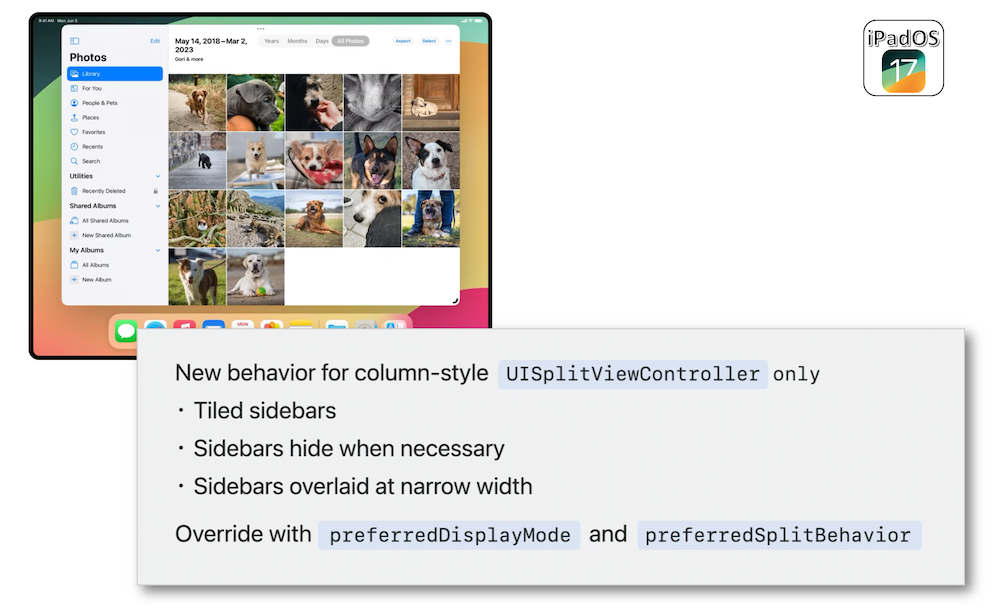 9:41 AM Mon Jun 5
Edit
Photos
Library
For You
People & Pets
Places
Favorites
Recents
Search
Utilities
Recently Deleted
Shared Albums
All Shared Albums
New Shared Album
My Albums
All Albums
New Album
May 14, 2018 – Mar 2,
2023
Gori & more
Years Months Days All Photos
Aspect Select
MON
iPadOS
17
New behavior for column-style UISplitViewController only
• Tiled sidebars
• Sidebars hide when necessary
• Sidebars overlaid at narrow width
Override with preferredDisplayMode and preferredSplitBehavior